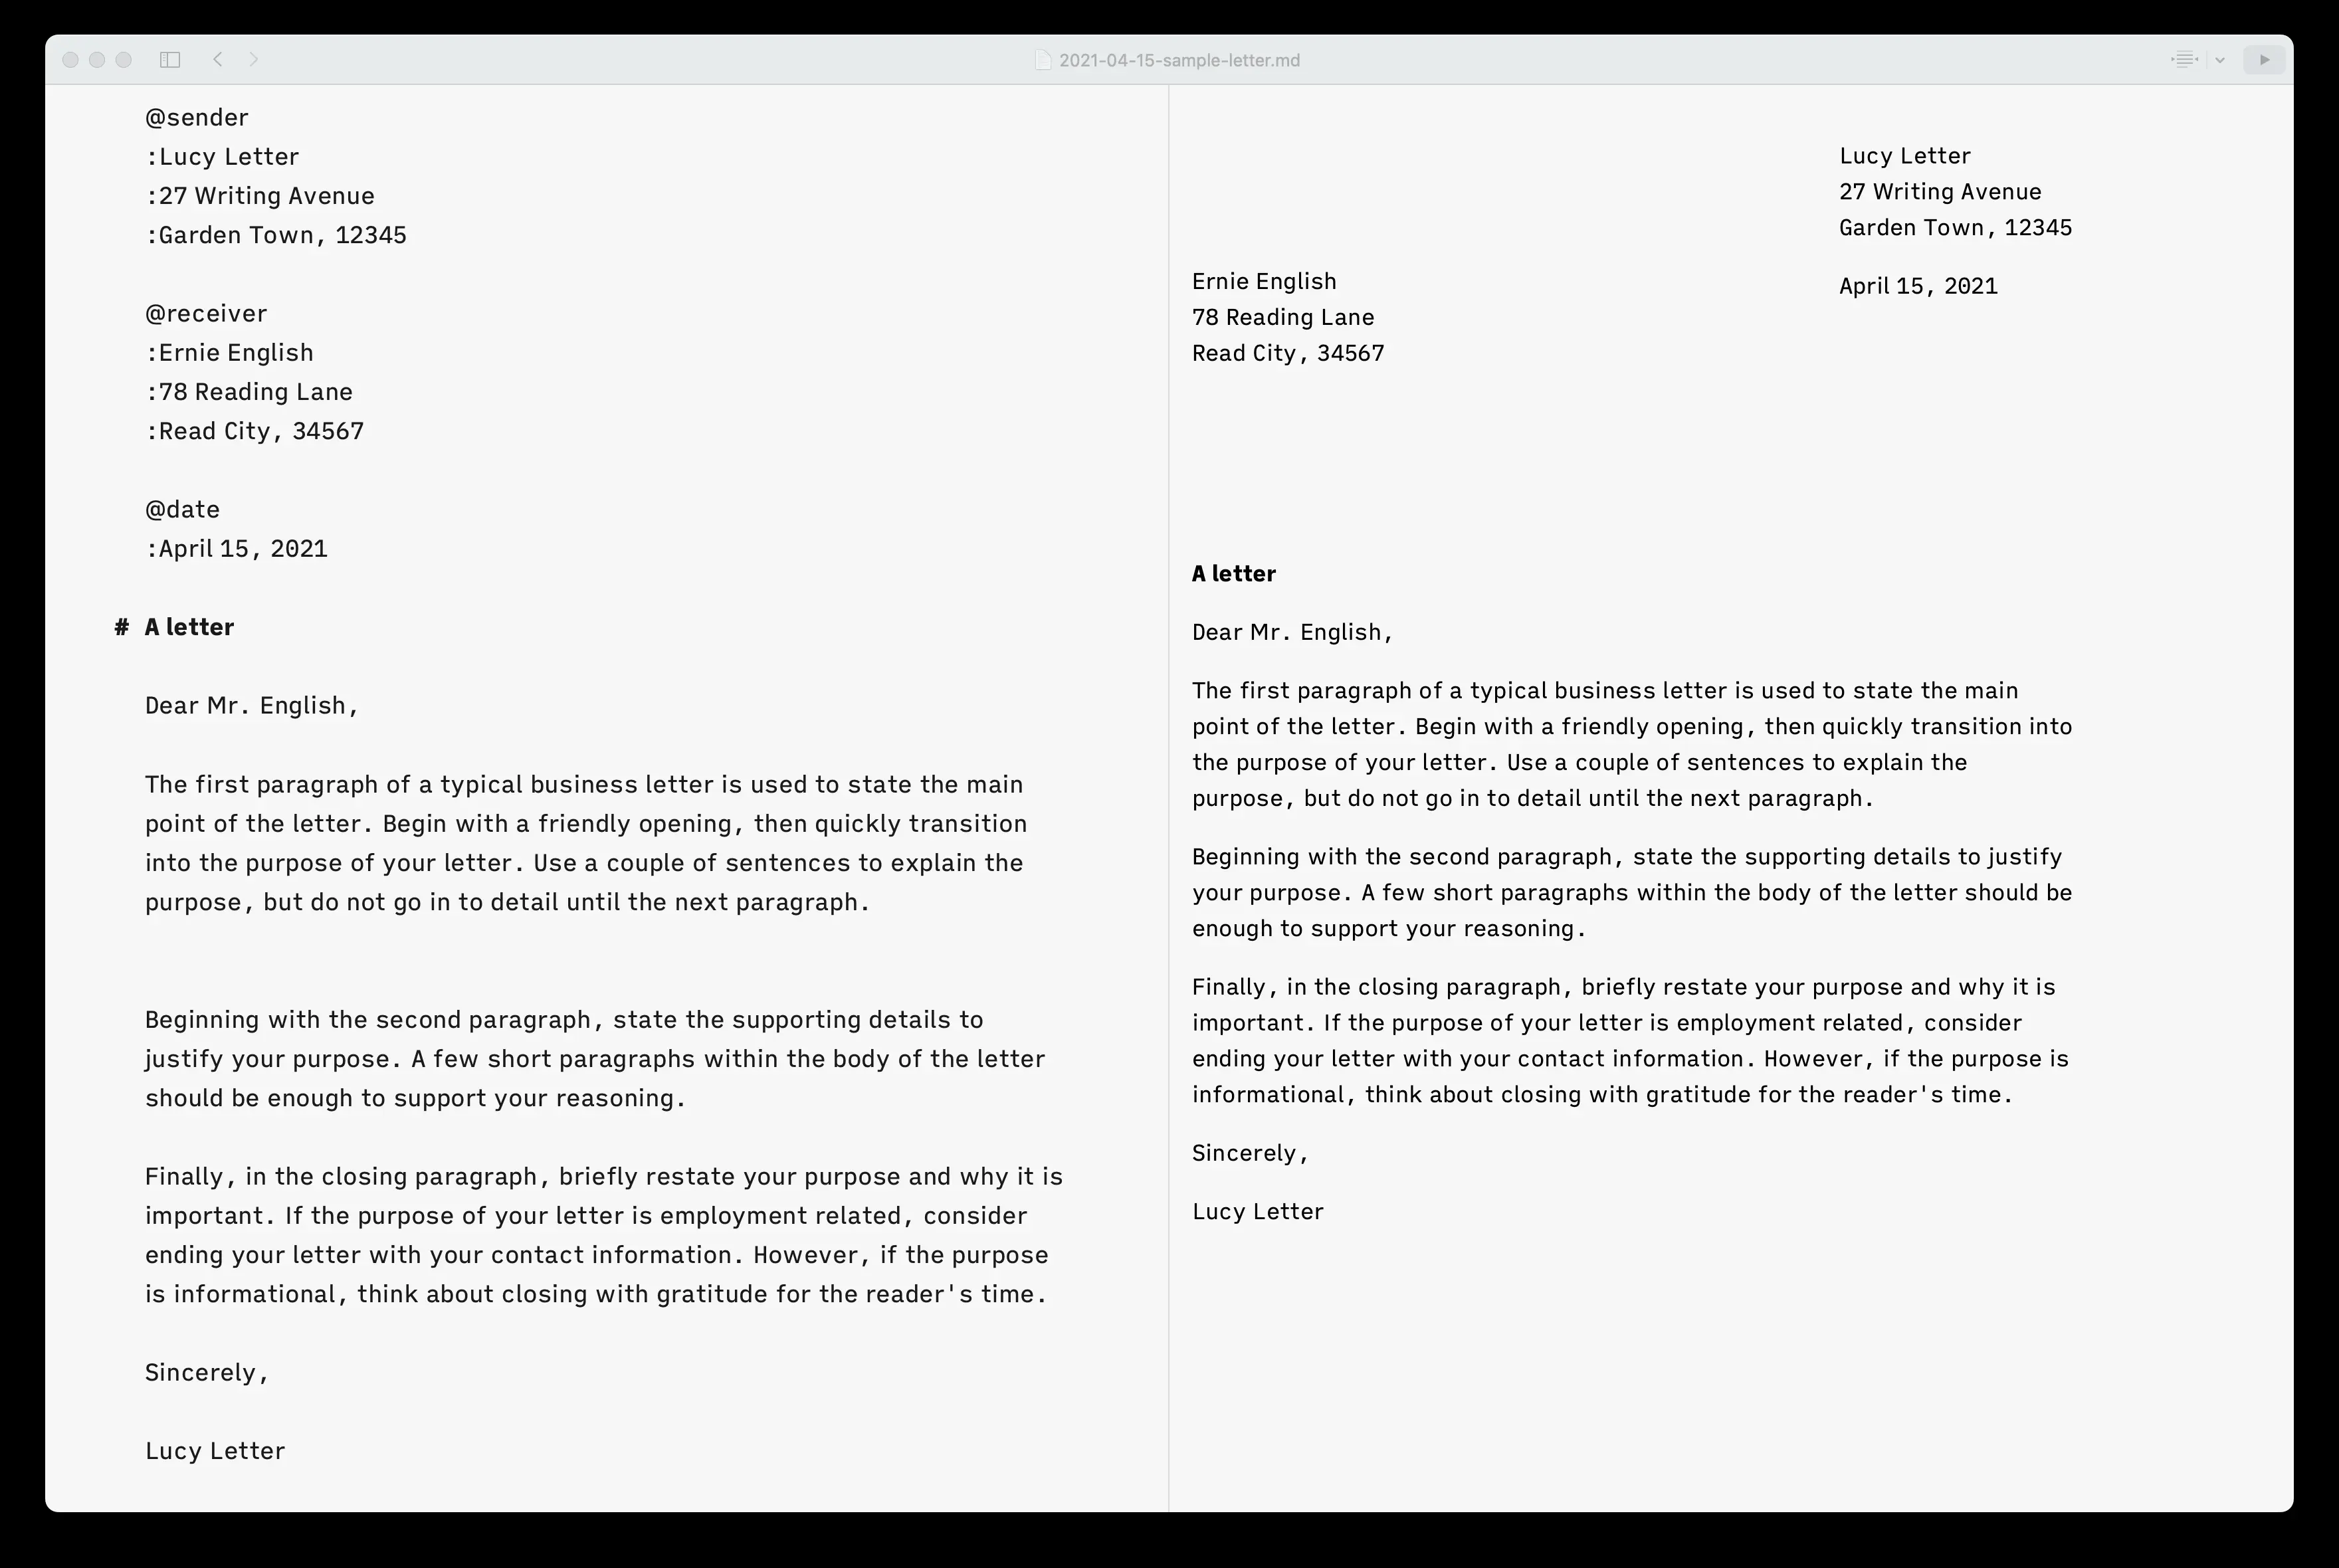 2021-04-15-sample-letter.md
@sender
:Lucy Letter
:27 Writing Avenue
:Garden Town, 12345
@receiver
:Ernie English
:78 Reading Lane
:Read City, 34567
@date
:April 15, 2021
# A letter
Dear Mr. English,
The first paragraph of a typical business letter is used to state the main
point of the letter. Begin with a friendly opening, then quickly transition
into the purpose of your letter. Use a couple of sentences to explain the
purpose, but do not go in to detail until the next paragraph.
Beginning with the second paragraph, state the supporting details to
justify your purpose. A few short paragraphs within the body of the letter
should be enough to support your reasoning.
Finally, in the closing paragraph, briefly restate your purpose and why it is
important. If the purpose of your letter is employment related, consider
ending your letter with your contact information. However, if the purpose
is informational, think about closing with gratitude for the reader's time.
Sincerely,
Lucy Letter
Lucy Letter
27 Writing Avenue
Garden Town, 12345
April 15, 2021
Ernie English
78 Reading Lane
Read City, 34567
A letter
Dear Mr. English,
The first paragraph of a typical business letter is used to state the main
point of the letter. Begin with a friendly opening, then quickly transition into
the purpose of your letter. Use a couple of sentences to explain the
purpose, but do not go in to detail until the next paragraph.
Beginning with the second paragraph, state the supporting details to justify
your purpose. A few short paragraphs within the body of the letter should be
enough to support your reasoning.
Finally, in the closing paragraph, briefly restate your purpose and why it is
important. If the purpose of your letter is employment related, consider
ending your letter with your contact information. However, if the purpose is
informational, think about closing with gratitude for the reader's time.
Sincerely,
Lucy Letter